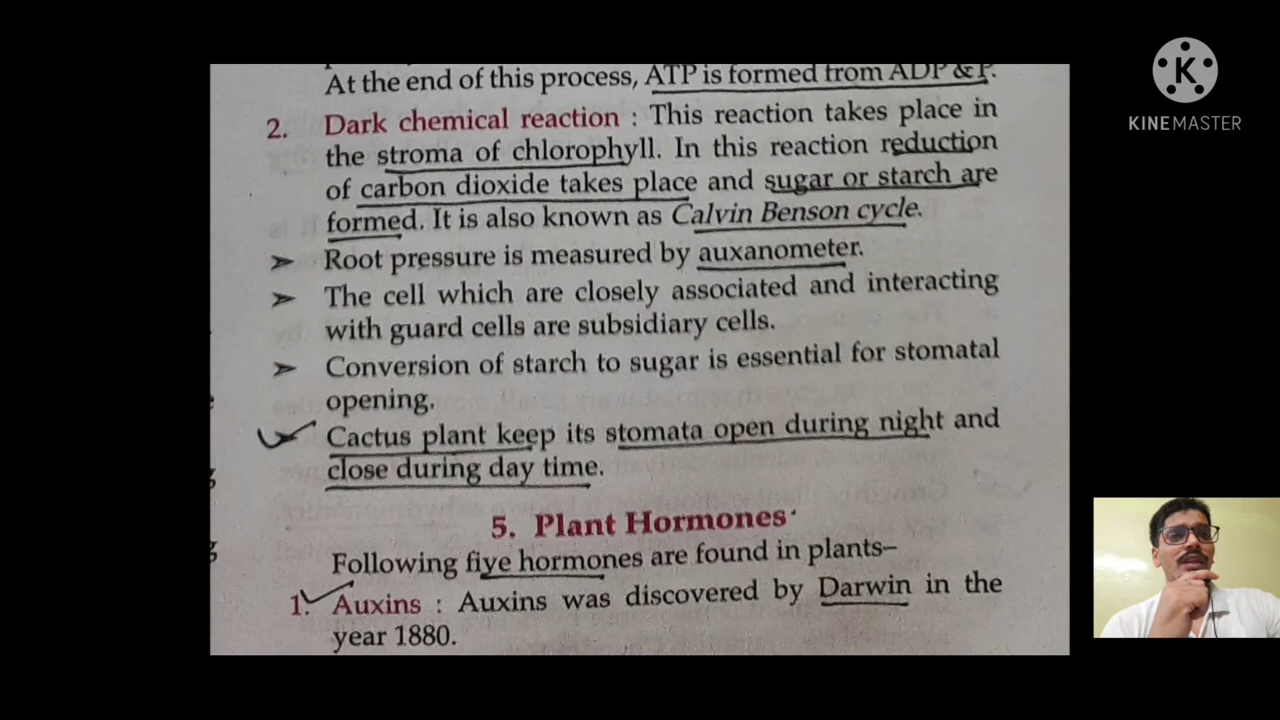 At the end of this process, ATP is formed from ADP & P.
2. Dark chemical reaction : This reaction takes place in
the stroma of chlorophyll. In this reaction reduction
of carbon dioxide takes place and sugar or starch are
formed. It is also known as Calvin Benson cycle.
➢ Root pressure is measured by auxanometer.
➢ The cell which are closely associated and interacting
with guard cells are subsidiary cells.
➢ Conversion of starch to sugar is essential for stomatal
opening.
➢ Cactus plant keep its stomata open during night and
close during day time.
5. Plant Hormones
Following five hormones are found in plants–
1. Auxins : Auxins was discovered by Darwin in the
year 1880.
K
KINEMASTER